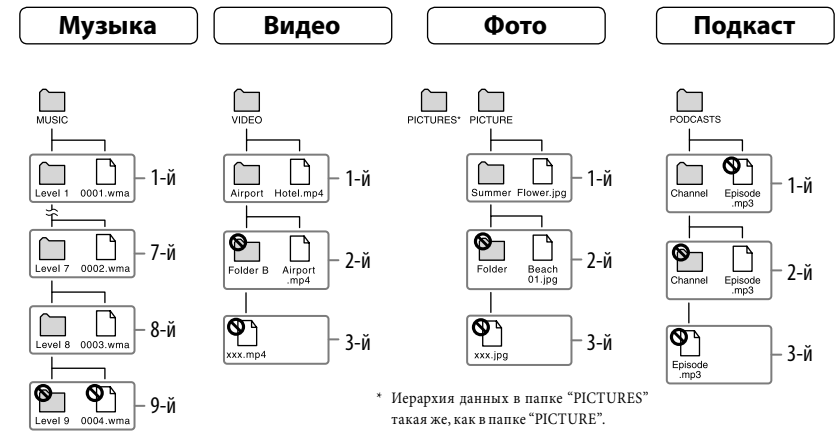 Музыка
MUSIC
Level 1 0001.wma
1-й
Level 7 0002.wma
7-й
Level 8 0003.wma
8-й
Level 9 0004.wma
9-й
Видео
VIDEO
Airport Hotel.mp4
1-й
Folder B Airport
.mp4
2-й
xxx.mp4
3-й
Фото
PICTURES* PICTURE
Summer Flower.jpg
1-й
Folder Beach
01.jpg
2-й
xxx.jpg
3-й
* Иерархия данных в папке “PICTURES”
такая же, как в папке “PICTURE”.
Подкаст
PODCASTS
Channel Episode
.mp3
1-й
Channel Episode
.mp3
2-й
Episode
.mp3
3-й